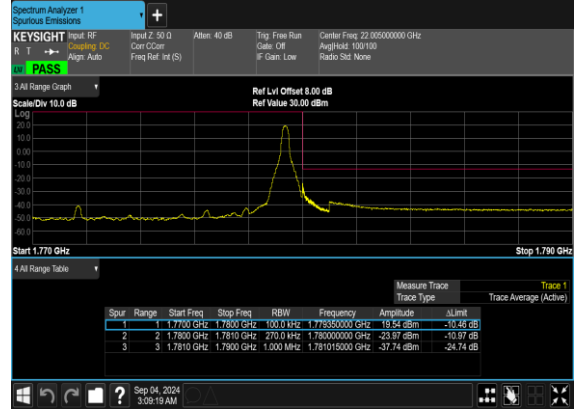 Spectrum Analyzer 1
Spurious Emissions
KEYSIGHT Input: RF Input Z: 50 Ω Atten: 40 dB Trig: Free Run Center Freq: 22.005000000 GHz
R T Coupling: DC Corr CCorr Gate: Off Avg|Hold: 100/100
Align: Auto Freq Ref: Int (S) IF Gain: Low Radio Std: None
PASS
3 All Range Graph
Ref Lvl Offset 8.00 dB
Scale/Div 10.0 dB Ref Value 30.00 dBm
Log
20.0
10.0
0.00
-10.0
-20.0
-30.0
-40.0
-50.0
-60.0
Start 1.770 GHz Stop 1.790 GHz
4 All Range Table
Measure Trace Trace 1
Trace Type Trace Average (Active)
Spur Range Start Freq Stop Freq RBW Frequency Amplitude ΔLimit
1 1 1.7700 GHz 1.7800 GHz 100.0 kHz 1.779350000 GHz 19.54 dBm -10.46 dB
2 2 1.7800 GHz 1.7810 GHz 270.0 kHz 1.780000000 GHz -23.97 dBm -10.97 dB
3 3 1.7810 GHz 1.7900 GHz 1.000 MHz 1.781015000 GHz -37.74 dBm -24.74 dB
? Sep 04, 2024
3:09:19 AM